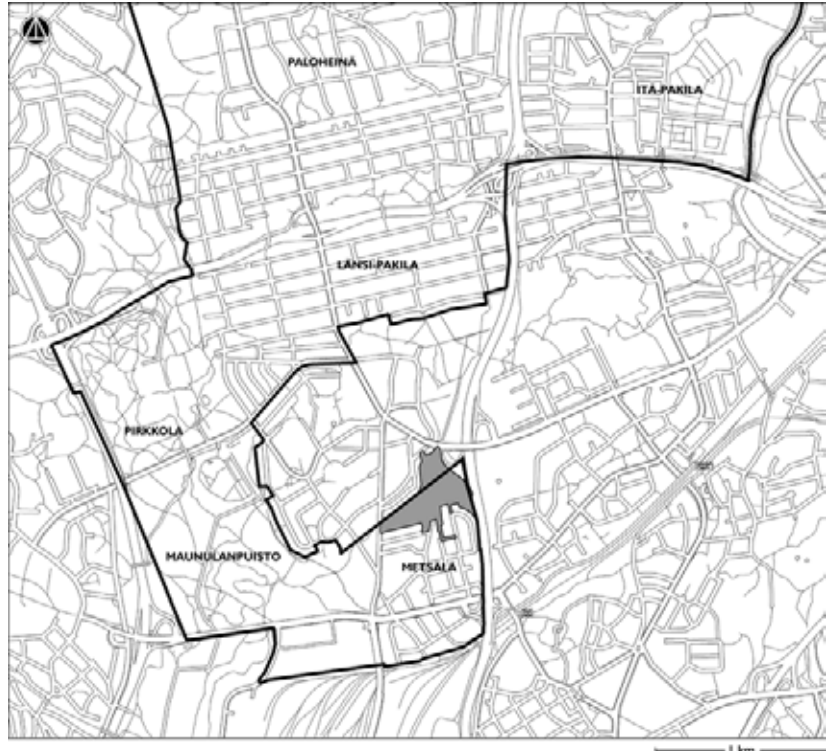 PALOHEINÄ
ITÄ-PAKILA
LÄNSI-PAKILA
PIRKKOLA
MAUNULANPUISTO
METSÄLÄ
1 km